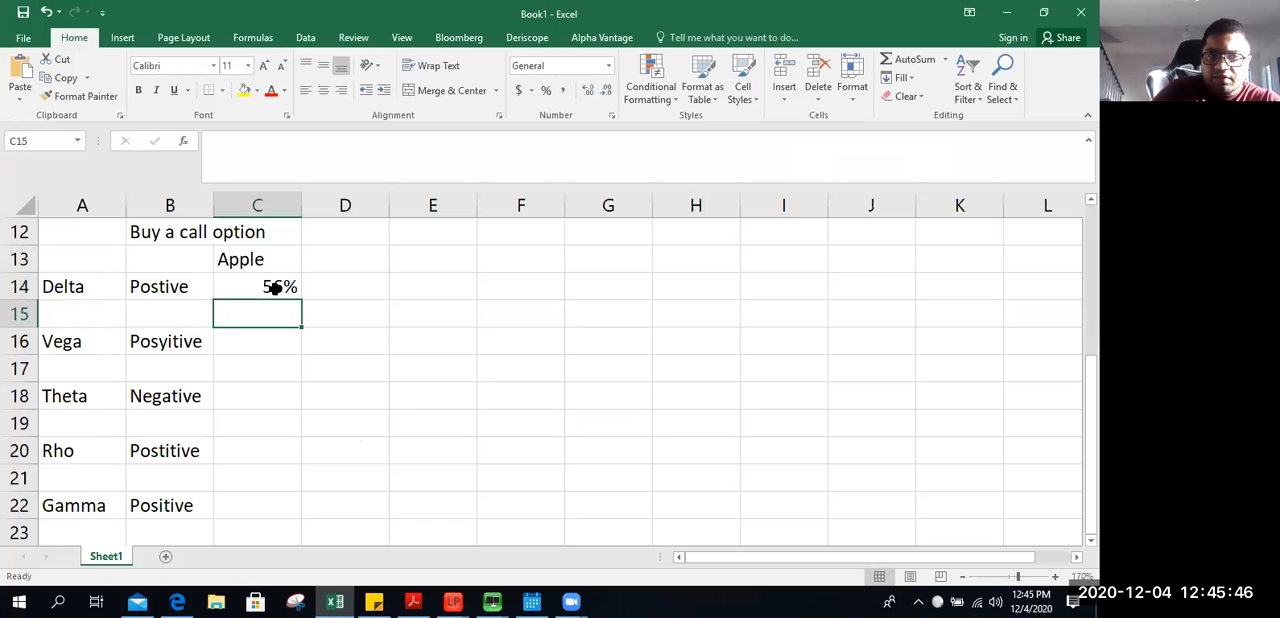 Book1 - Excel
File Home Insert Page Layout Formulas Data Review View Bloomberg Deriscope Alpha Vantage Tell me what you want to do... Sign in Share
Paste Cut Copy Format Painter
Calibri 11 General
B I U Wrap Text Merge & Center $ %
Conditional Formatting Format as Table Cell Styles Insert Delete Format
AutoSum Fill Clear Sort & Filter Find & Select
Clipboard Font Alignment Number Styles Cells Editing
C15 fx
A B C D E F G H I J K L
12 Buy a call option
13 Apple
14 Delta Postive
15
16 Vega Posyitive
17
18 Theta Negative
19
20 Rho Postitive
21
22 Gamma Positive
23
Sheet1
Ready 170%
12:45 PM
12/4/2020
2020-12-04 12:45:46